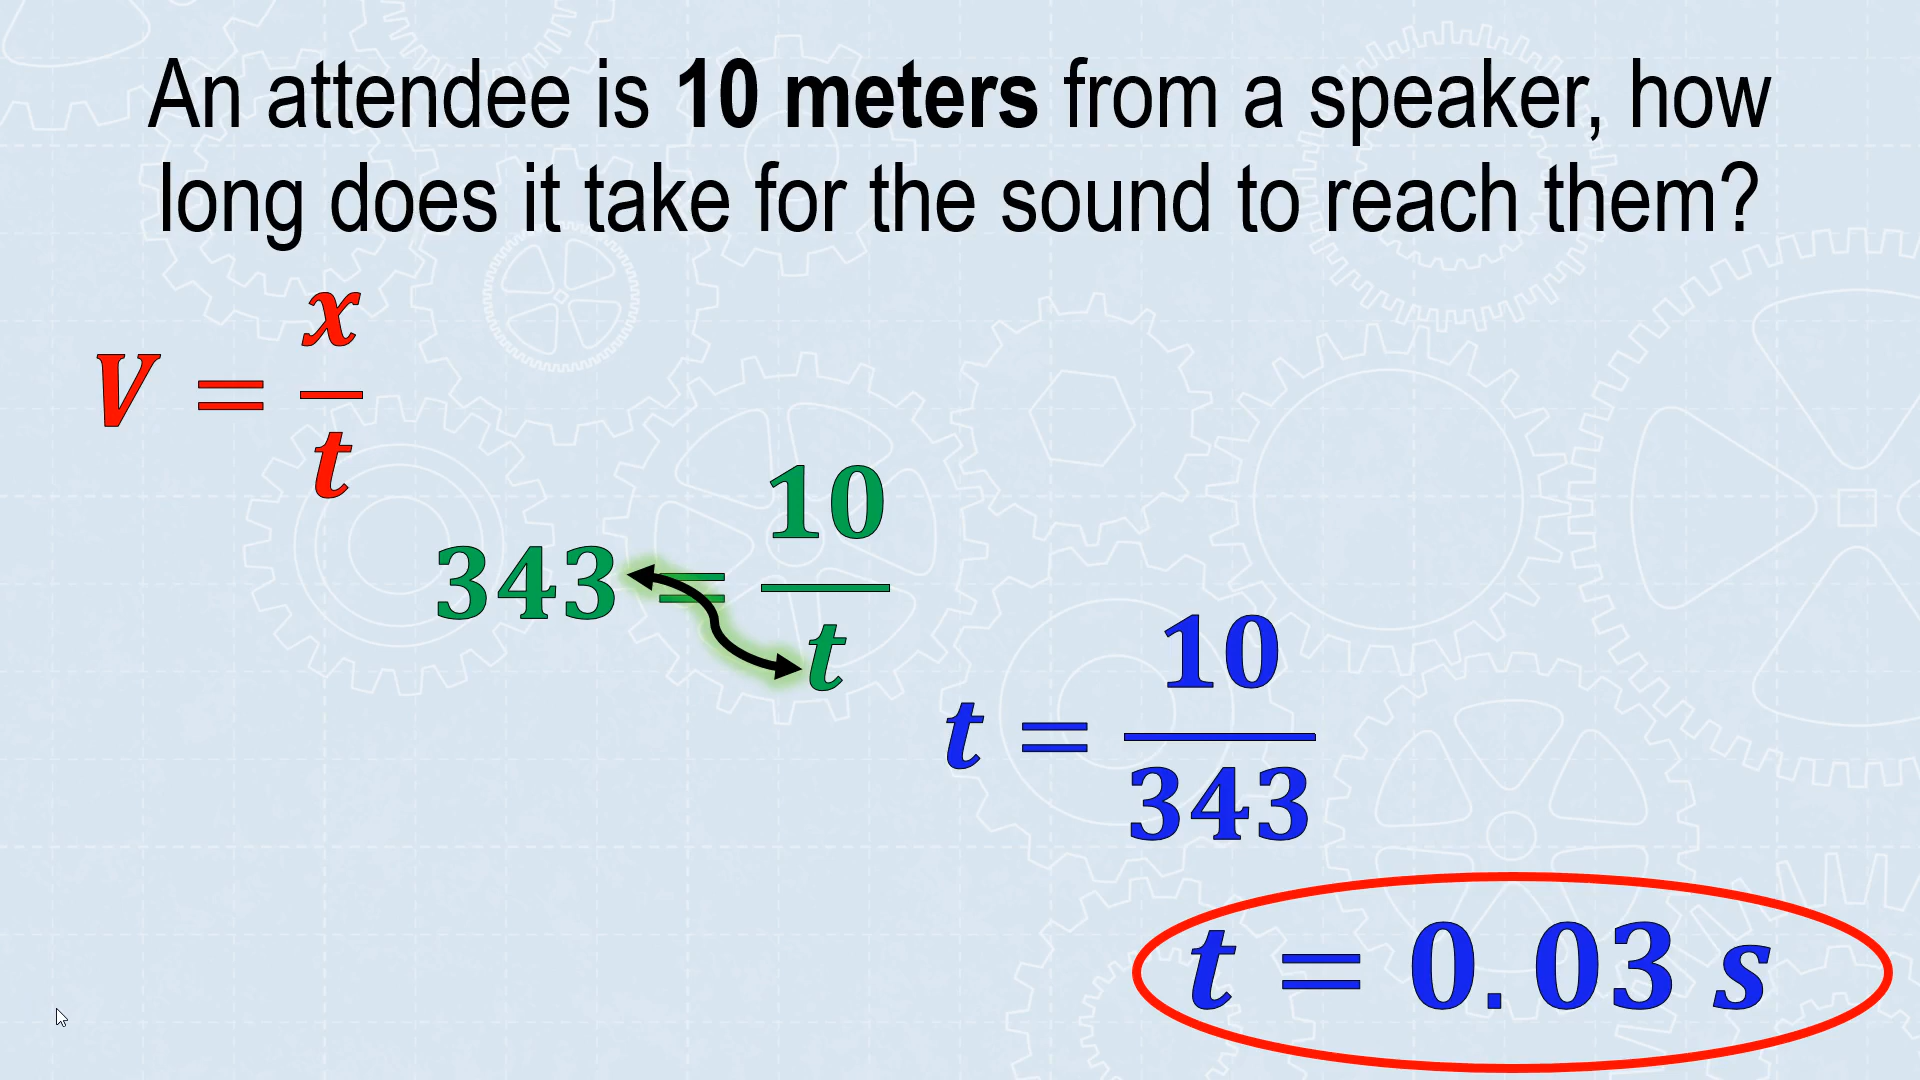 An attendee is 10 meters from a speaker, how
long does it take for the sound to reach them?
V = x/t
343 = 10/t
t = 10/343
t = 0.03 s